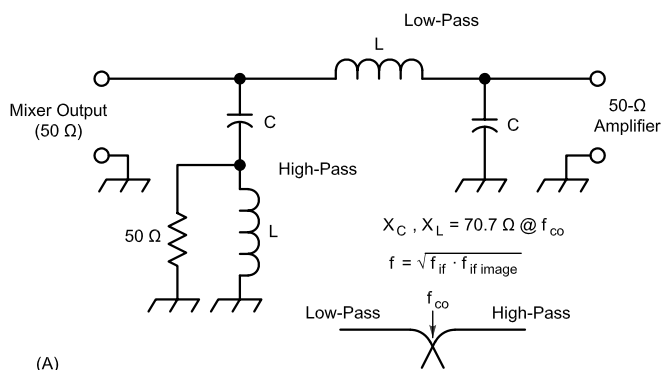 Low-Pass
L
Mixer Output
(50 Ω)
C
C
50-Ω
Amplifier
High-Pass
50 Ω
L
X_C , X_L = 70.7 Ω @ f_co
f = √(f_if · f_if image)
f_co
Low-Pass
High-Pass
(A)